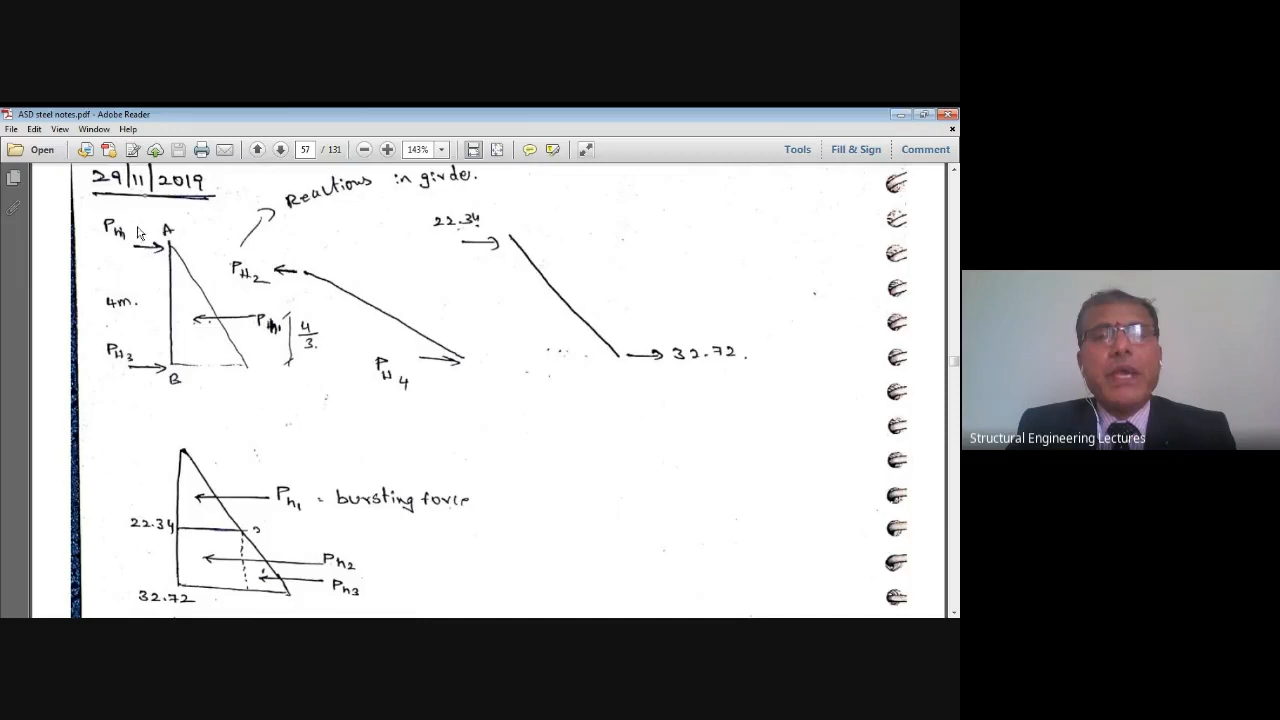 ASD steel notes.pdf - Adobe Reader
File Edit View Window Help
Open 57 / 131 143% Tools Fill & Sign Comment
29/11/2019
Reactions in girder.
A
PH2
4m.
4/3.
PH3
B
PH4
22.34
32.72.
Ph1 = bursting force
22.34
Ph2
Ph3
32.72
Structural Engineering Lectures